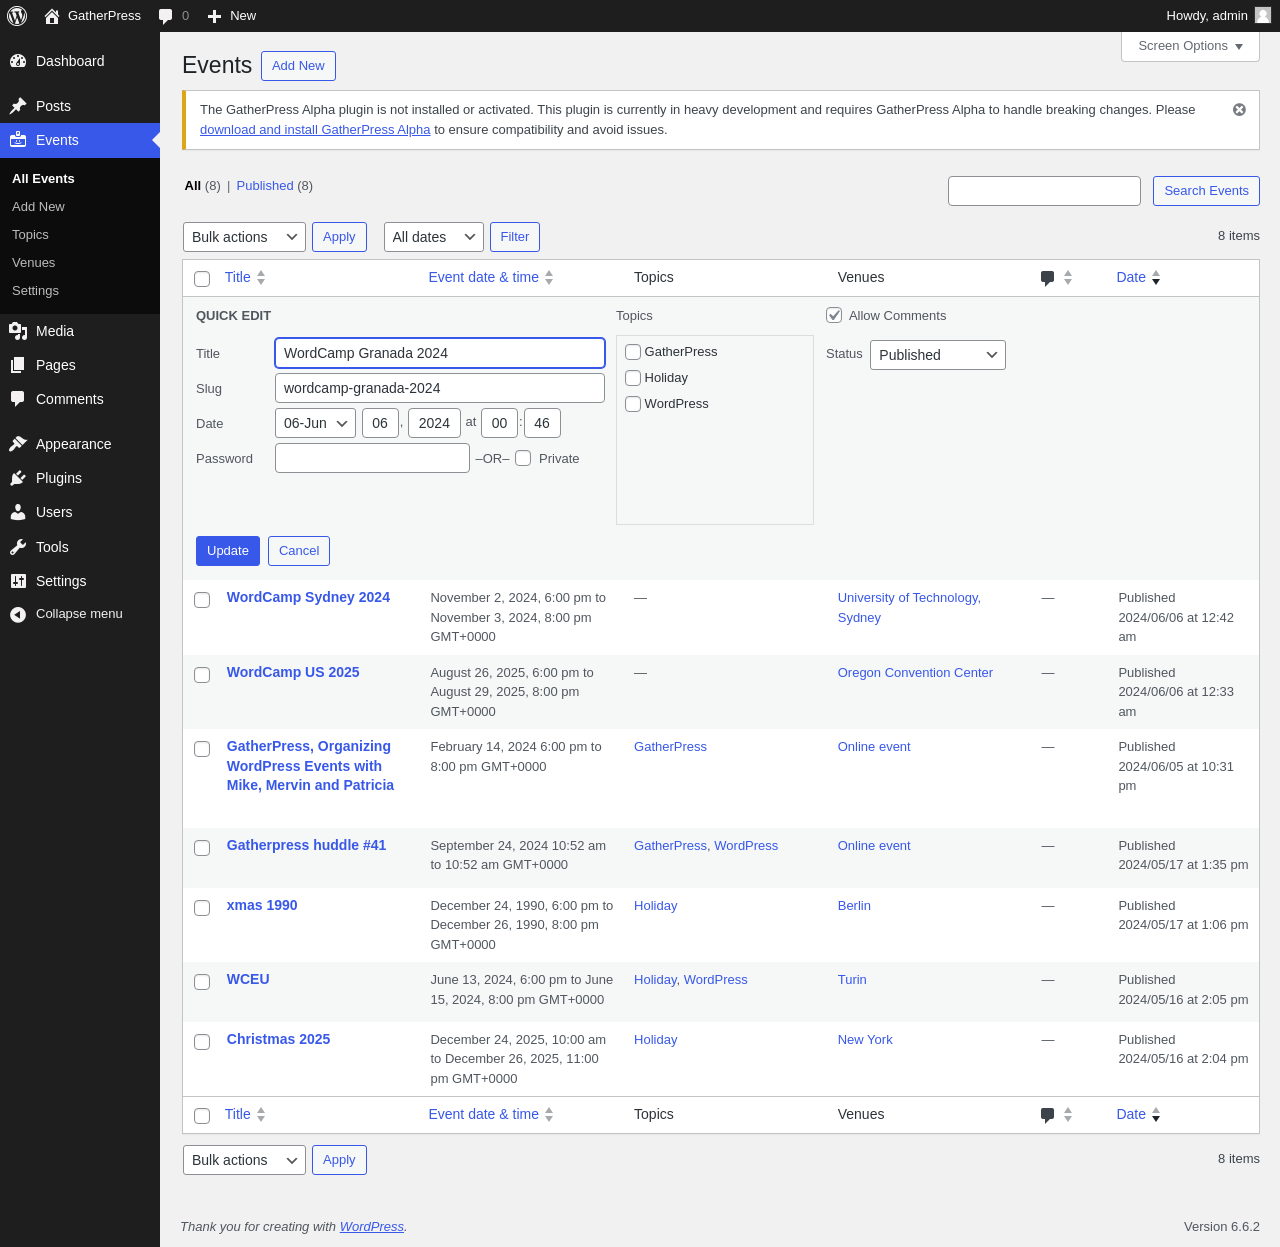 GatherPress 0 New Howdy, admin
Dashboard
Posts
Events
All Events
Add New
Topics
Venues
Settings
Media
Pages
Comments
Appearance
Plugins
Users
Tools
Settings
Collapse menu
Screen Options
Events Add New
The GatherPress Alpha plugin is not installed or activated. This plugin is currently in heavy development and requires GatherPress Alpha to handle breaking changes. Please
download and install GatherPress Alpha to ensure compatibility and avoid issues.
All (8) | Published (8) Search Events
Bulk actions Apply All dates Filter 8 items
Title Event date & time Topics Venues Date
QUICK EDIT Topics Allow Comments
Title WordCamp Granada 2024 GatherPress Status Published
Slug wordcamp-granada-2024 Holiday
Date 06-Jun 06 , 2024 at 00 : 46 WordPress
Password –OR– Private
Update Cancel
WordCamp Sydney 2024 November 2, 2024, 6:00 pm to — University of Technology, — Published
November 3, 2024, 8:00 pm Sydney 2024/06/06 at 12:42
GMT+0000 am
WordCamp US 2025 August 26, 2025, 6:00 pm to — Oregon Convention Center — Published
August 29, 2025, 8:00 pm 2024/06/06 at 12:33
GMT+0000 am
GatherPress, Organizing February 14, 2024 6:00 pm to GatherPress Online event — Published
WordPress Events with 8:00 pm GMT+0000 2024/06/05 at 10:31
Mike, Mervin and Patricia pm
Gatherpress huddle #41 September 24, 2024 10:52 am GatherPress, WordPress Online event — Published
to 10:52 am GMT+0000 2024/05/17 at 1:35 pm
xmas 1990 December 24, 1990, 6:00 pm to Holiday Berlin — Published
December 26, 1990, 8:00 pm 2024/05/17 at 1:06 pm
GMT+0000
WCEU June 13, 2024, 6:00 pm to June Holiday, WordPress Turin — Published
15, 2024, 8:00 pm GMT+0000 2024/05/16 at 2:05 pm
Christmas 2025 December 24, 2025, 10:00 am Holiday New York — Published
to December 26, 2025, 11:00 2024/05/16 at 2:04 pm
pm GMT+0000
Title Event date & time Topics Venues Date
Bulk actions Apply 8 items
Thank you for creating with WordPress. Version 6.6.2